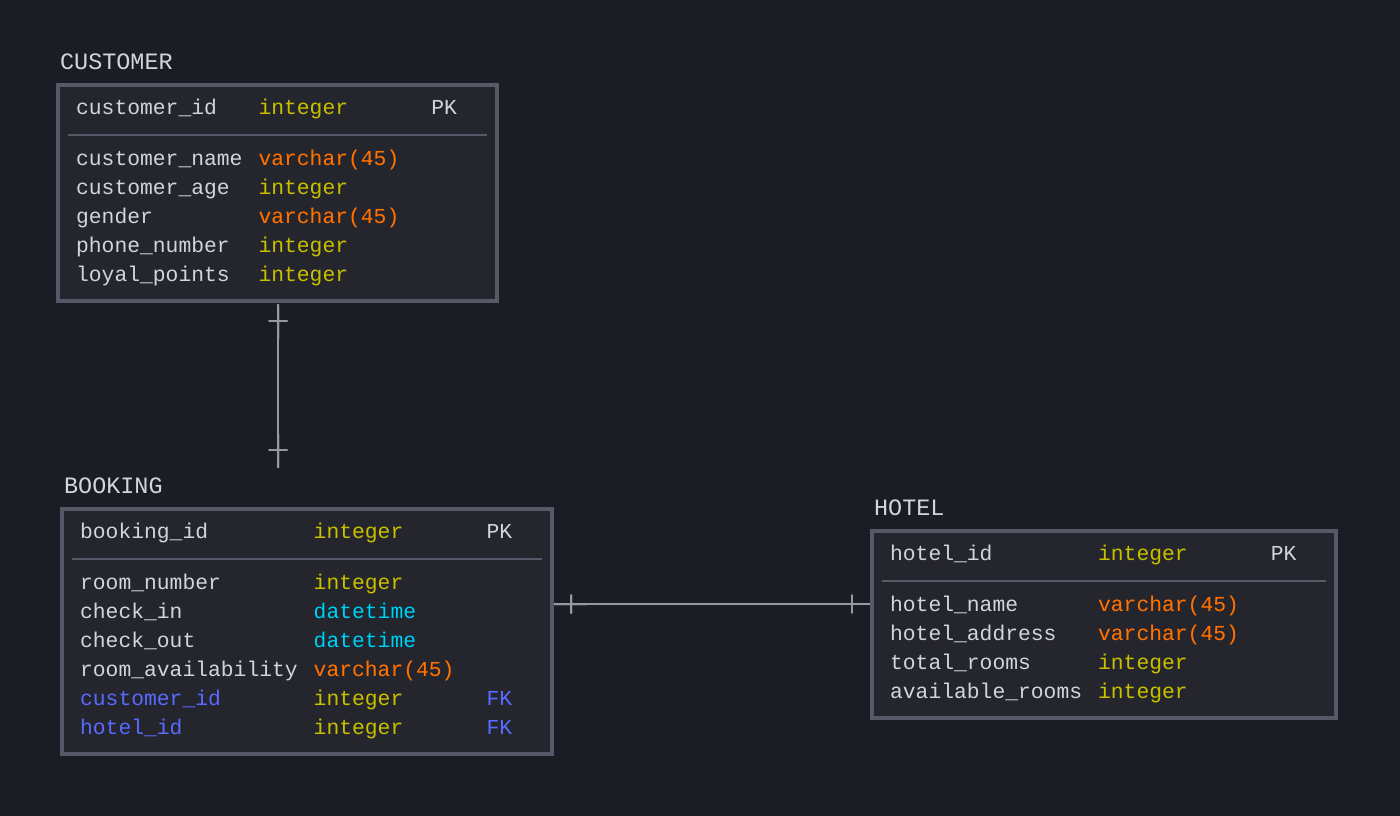 CUSTOMER
customer_id integer PK
customer_name varchar(45)
customer_age integer
gender varchar(45)
phone_number integer
loyal_points integer
BOOKING
booking_id integer PK
room_number integer
check_in datetime
check_out datetime
room_availability varchar(45)
customer_id integer FK
hotel_id integer FK
HOTEL
hotel_id integer PK
hotel_name varchar(45)
hotel_address varchar(45)
total_rooms integer
available_rooms integer